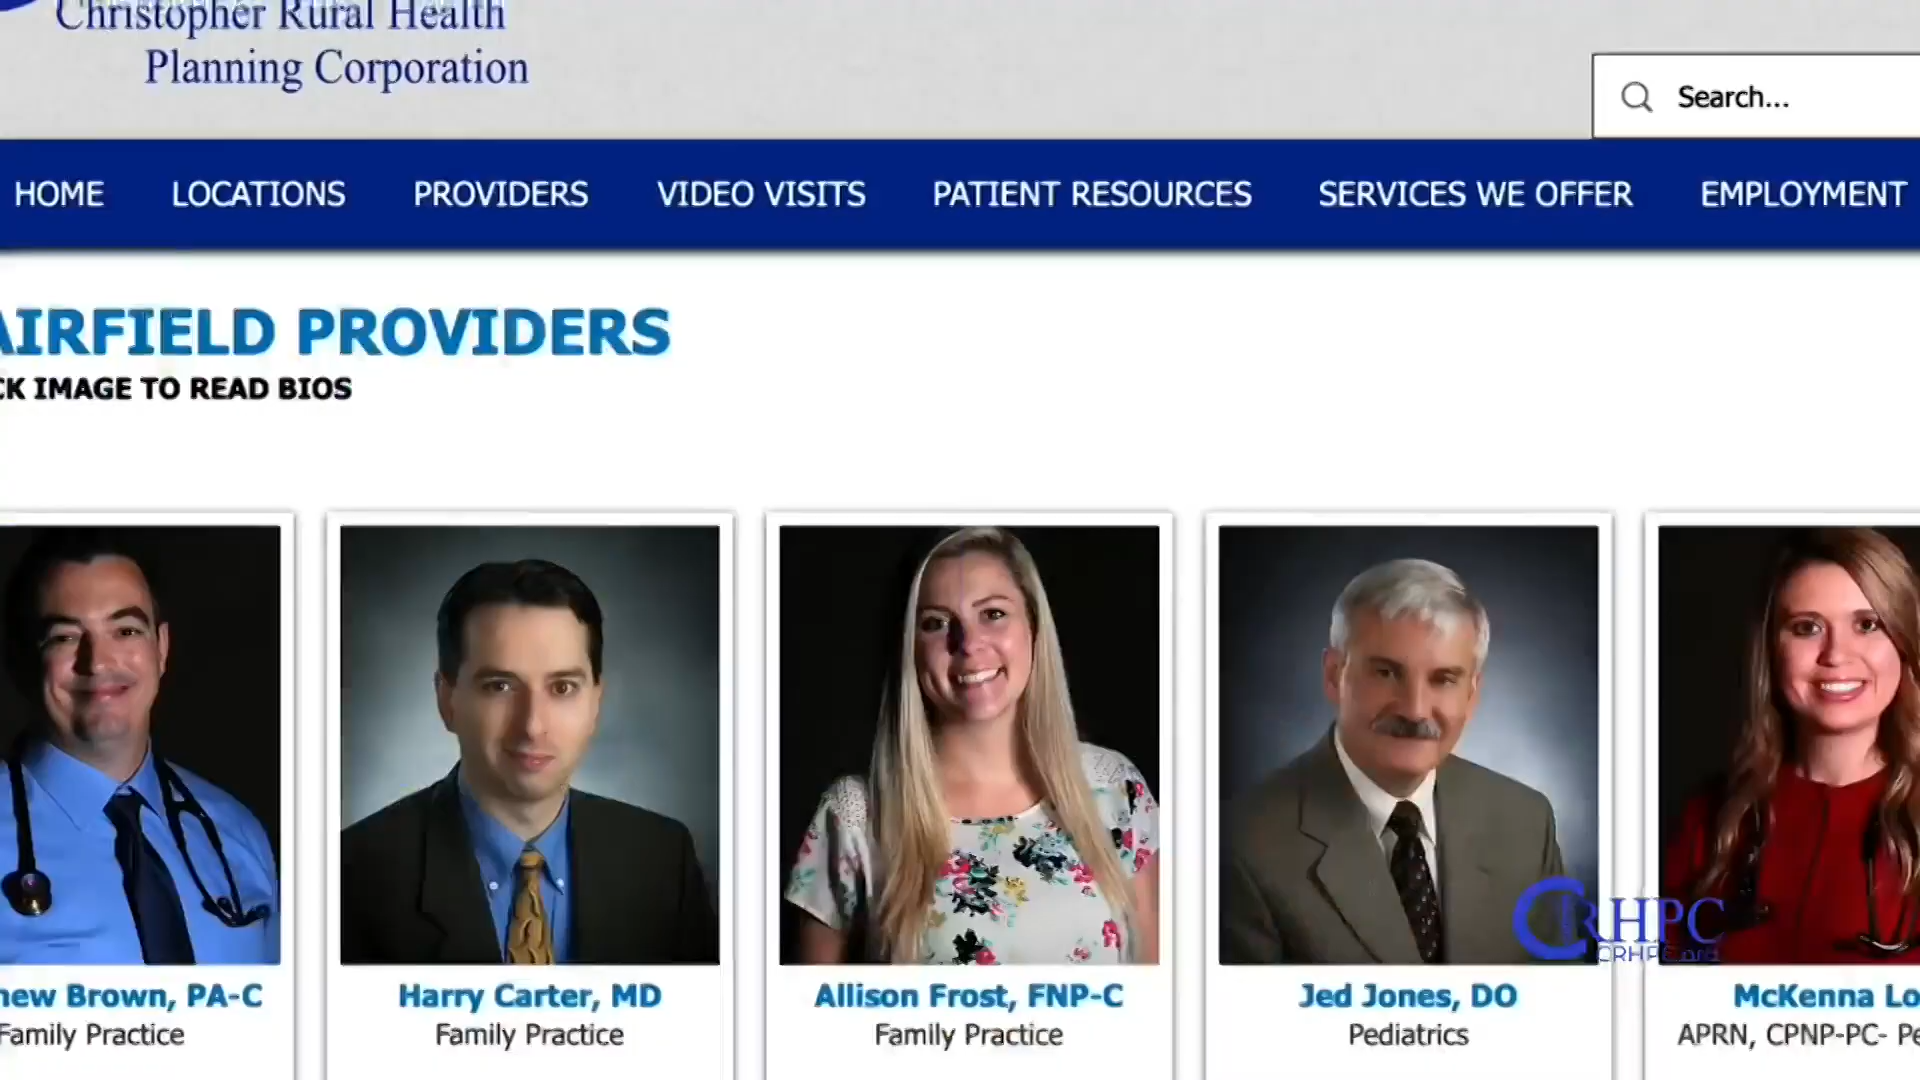 Christopher Rural Health
Planning Corporation
Search...
HOME LOCATIONS PROVIDERS VIDEO VISITS PATIENT RESOURCES SERVICES WE OFFER EMPLOYMENT
AIRFIELD PROVIDERS
CK IMAGE TO READ BIOS
CRHPC
CRHPC.org
hew Brown, PA-C
Family Practice
Harry Carter, MD
Family Practice
Allison Frost, FNP-C
Family Practice
Jed Jones, DO
Pediatrics
McKenna Lo
APRN, CPNP-PC- Pe